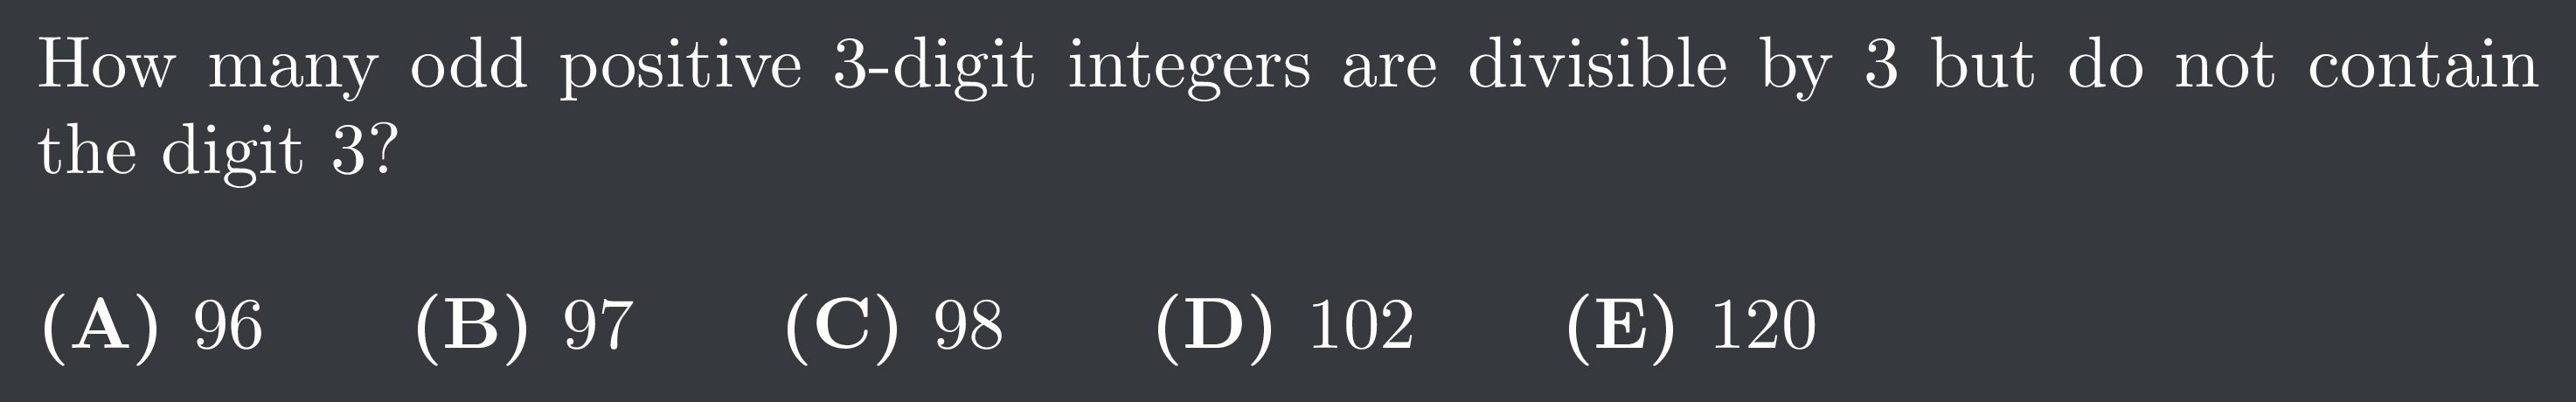 How many odd positive 3-digit integers are divisible by 3 but do not contain
the digit 3?
(A) 96 (B) 97 (C) 98 (D) 102 (E) 120